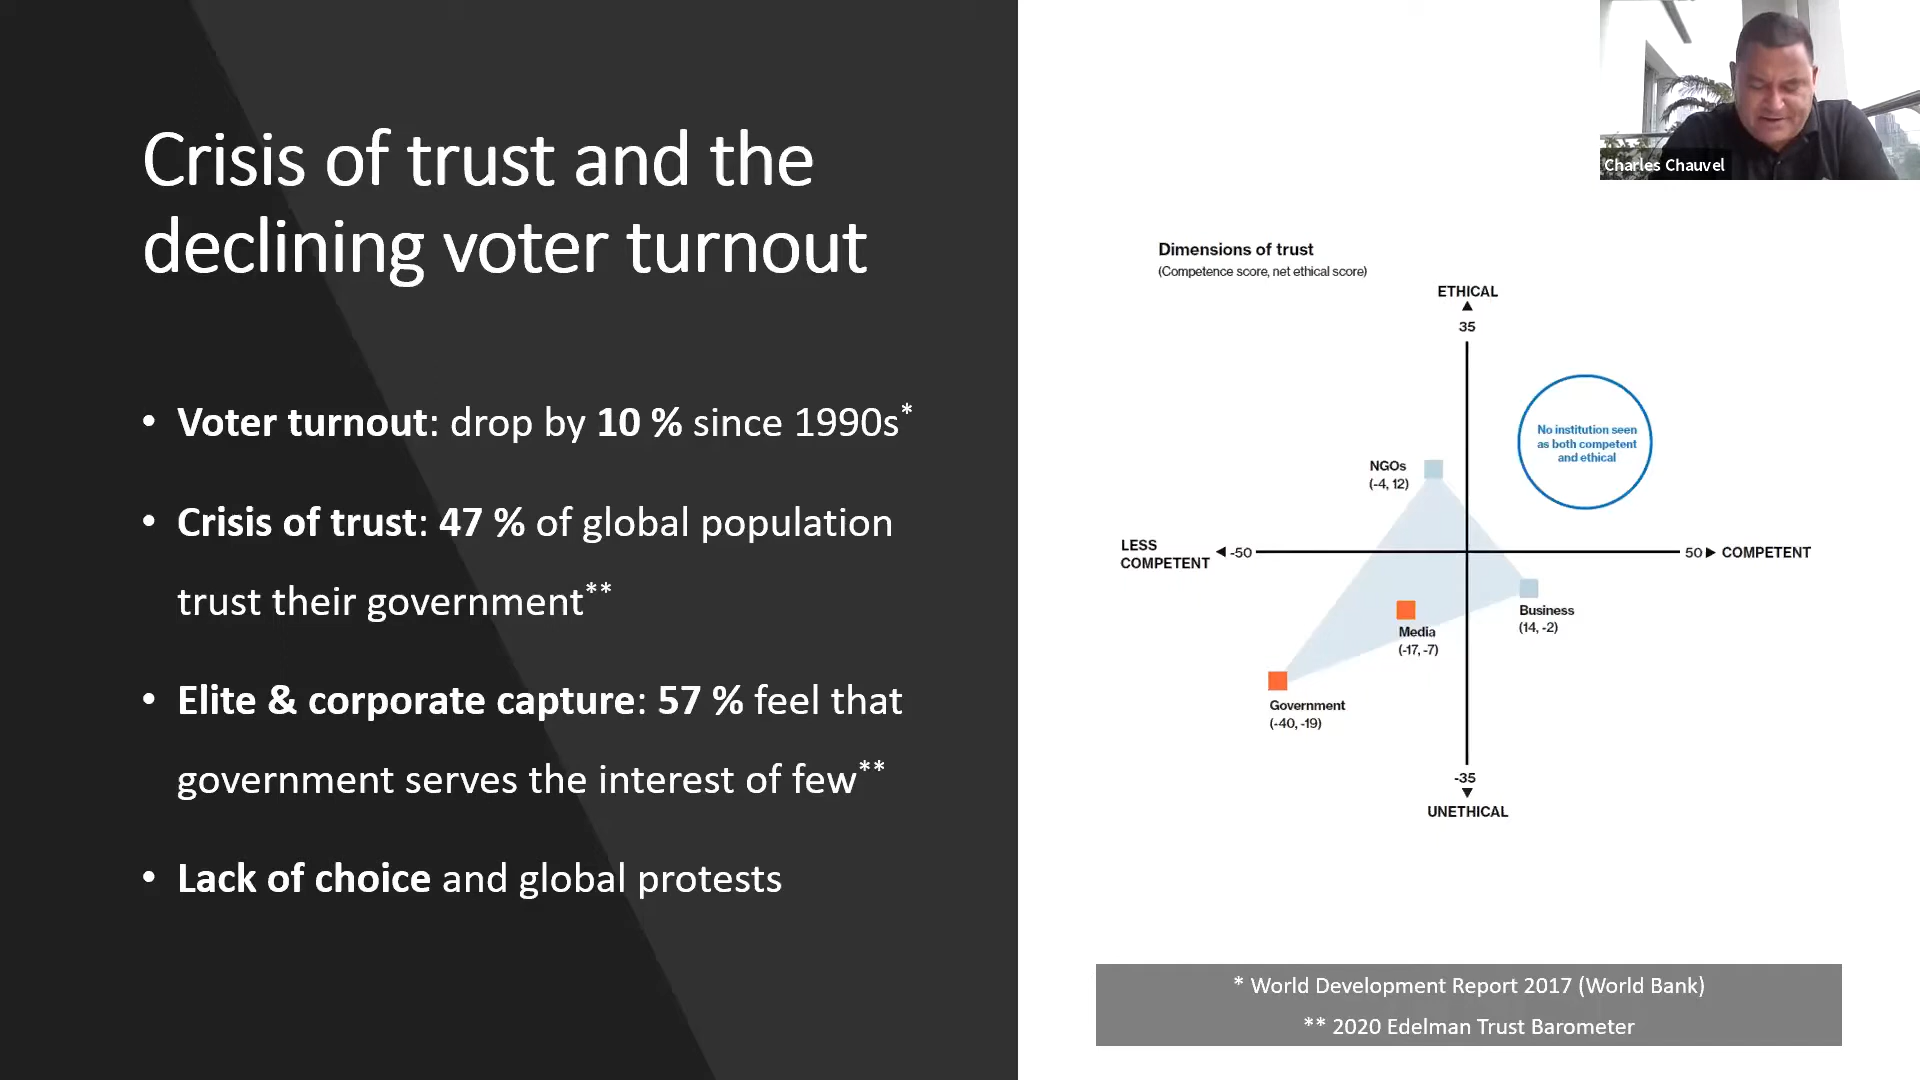 Crisis of trust and the
declining voter turnout
• Voter turnout: drop by 10 % since 1990s*
• Crisis of trust: 47 % of global population
trust their government**
• Elite & corporate capture: 57 % feel that
government serves the interest of few**
• Lack of choice and global protests
Charles Chauvel
Dimensions of trust
(Competence score, net ethical score)
ETHICAL
35
No institution seen
as both competent
and ethical
NGOs
(-4, 12)
LESS
COMPETENT
-50
50
COMPETENT
Business
(14, -2)
Media
(-17, -7)
Government
(-40, -19)
-35
UNETHICAL
* World Development Report 2017 (World Bank)
** 2020 Edelman Trust Barometer